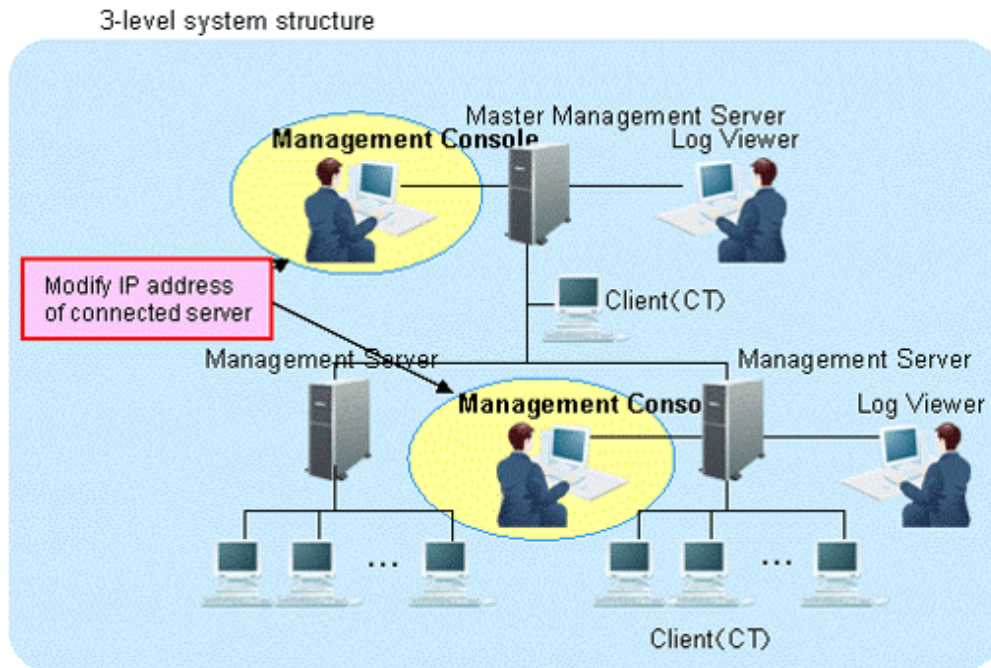 3-level system structure
Master Management Server
Management Console
Log Viewer
Modify IP address
of connected server
Client(CT)
Management Server
Management Server
Management Conso
Log Viewer
...
...
Client(CT)